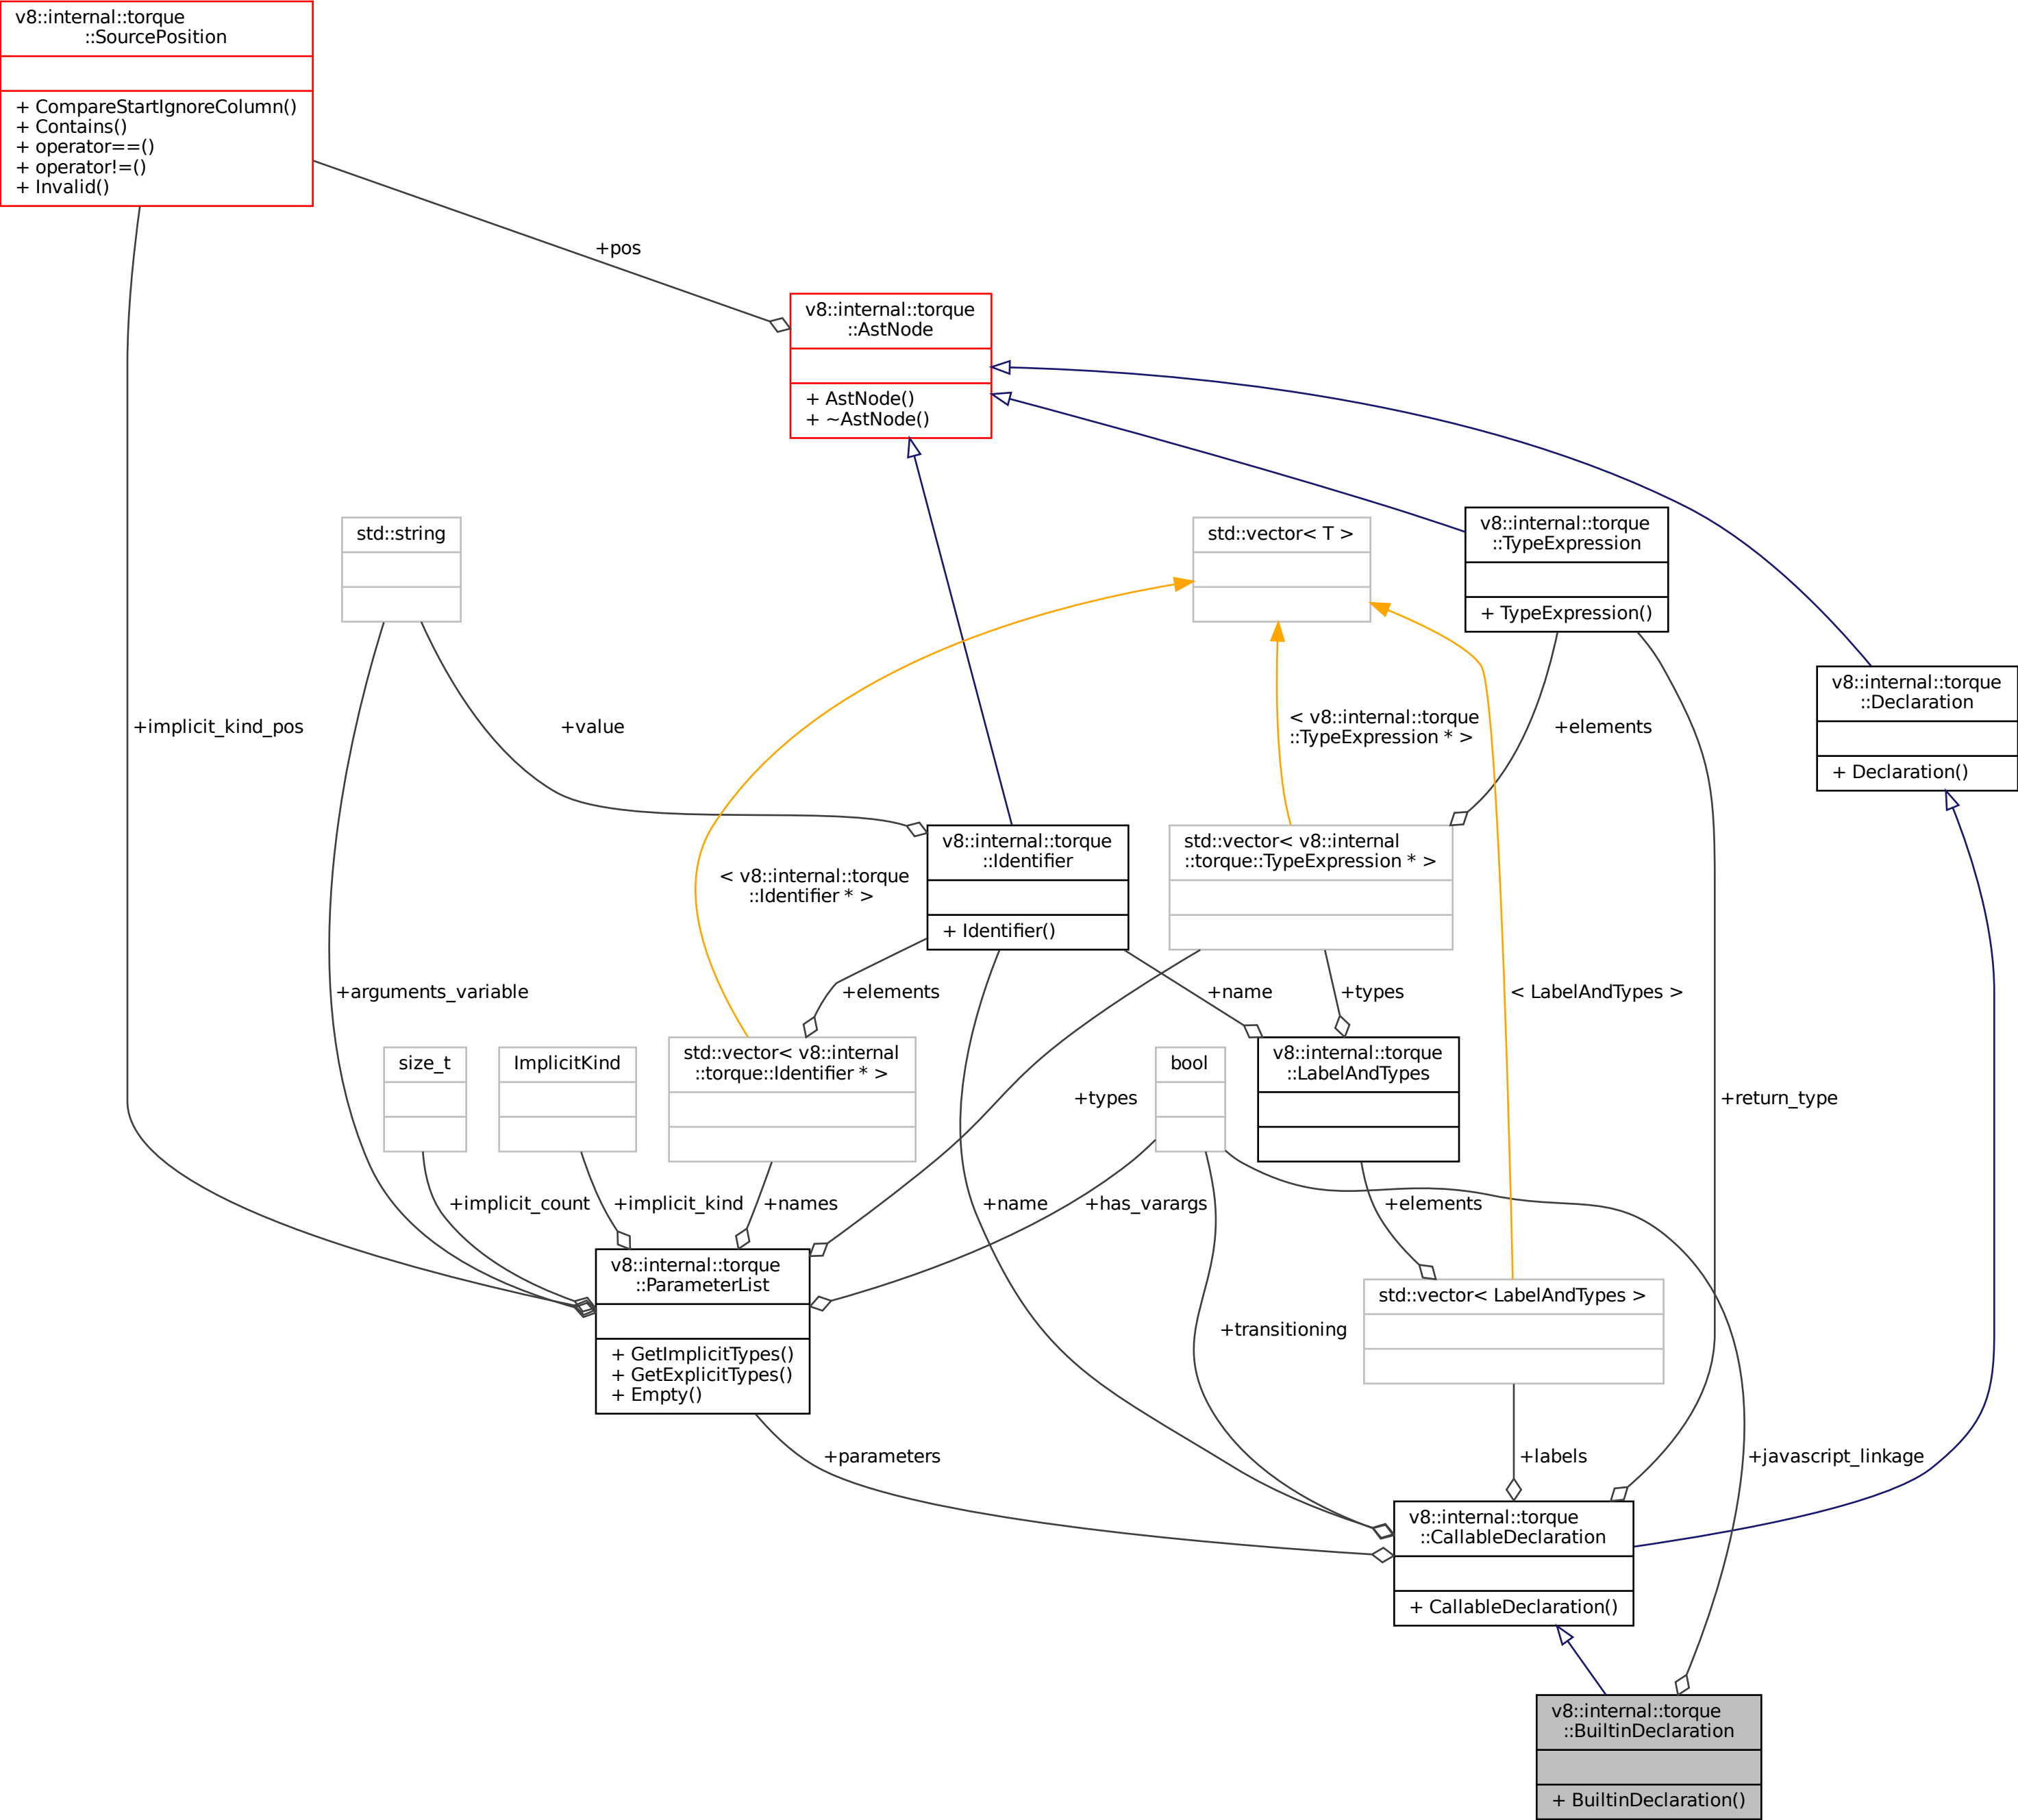 v8::internal::torque
::SourcePosition
+ CompareStartIgnoreColumn()
+ Contains()
+ operator==()
+ operator!=()
+ Invalid()
+pos
v8::internal::torque
::AstNode
+ AstNode()
+ ~AstNode()
std::string
std::vector< T >
v8::internal::torque
::TypeExpression
+ TypeExpression()
v8::internal::torque
::Declaration
+ Declaration()
+implicit_kind_pos
+value
< v8::internal::torque
::TypeExpression * >
+elements
< v8::internal::torque
::Identifier * >
v8::internal::torque
::Identifier
+ Identifier()
std::vector< v8::internal
::torque::TypeExpression * >
+arguments_variable
+elements
+name
+types
< LabelAndTypes >
size_t
ImplicitKind
std::vector< v8::internal
::torque::Identifier * >
+types
bool
v8::internal::torque
::LabelAndTypes
+return_type
+implicit_count
+implicit_kind
+names
+name
+has_varargs
+elements
v8::internal::torque
::ParameterList
+ GetImplicitTypes()
+ GetExplicitTypes()
+ Empty()
+transitioning
std::vector< LabelAndTypes >
+parameters
+labels
+javascript_linkage
v8::internal::torque
::CallableDeclaration
+ CallableDeclaration()
v8::internal::torque
::BuiltinDeclaration
+ BuiltinDeclaration()